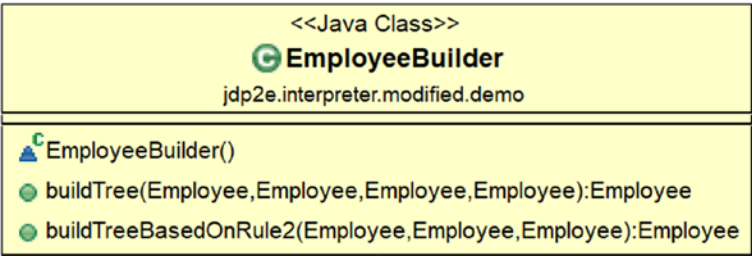 <<Java Class>>
C EmployeeBuilder
jdp2e.interpreter.modified.demo
C EmployeeBuilder()
buildTree(Employee,Employee,Employee,Employee):Employee
buildTreeBasedOnRule2(Employee,Employee,Employee):Employee